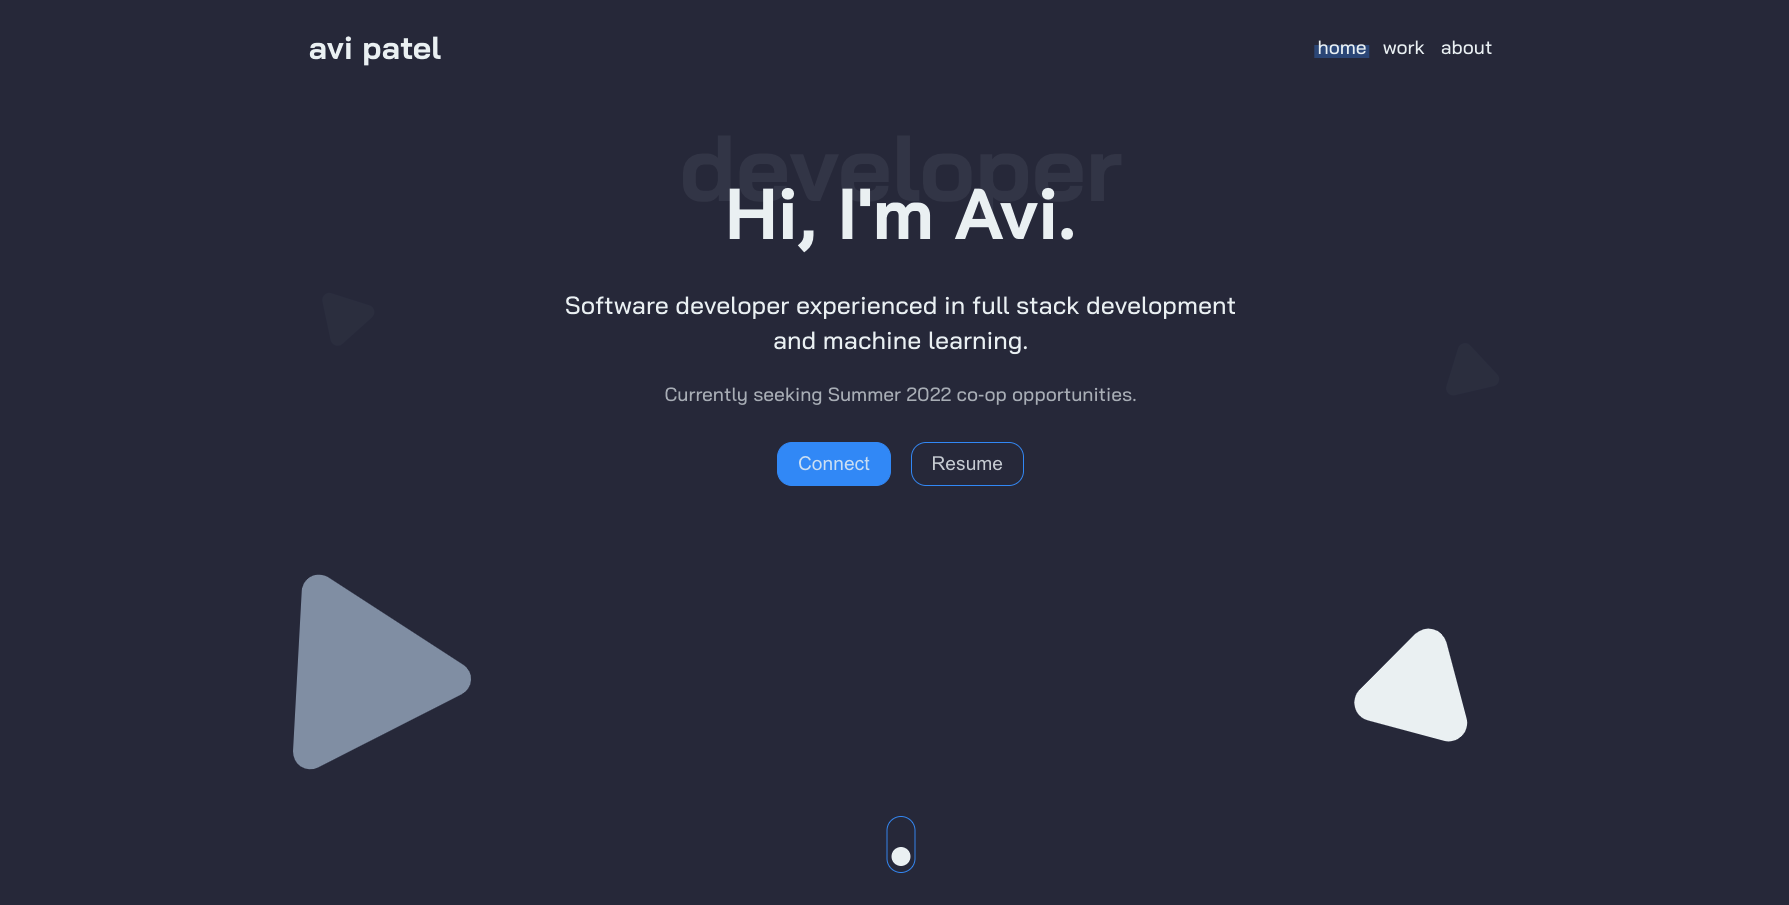 avi patel
home work about
developer
Hi, I'm Avi.
Software developer experienced in full stack development
and machine learning.
Currently seeking Summer 2022 co-op opportunities.
Connect Resume